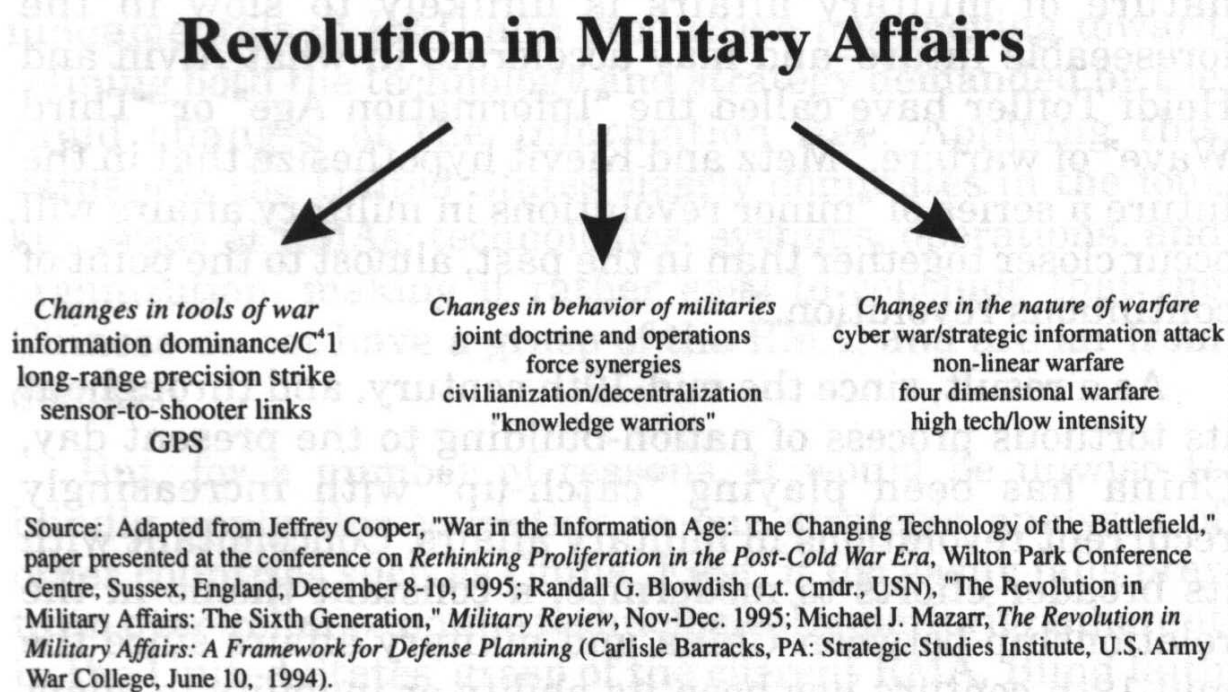 Revolution in Military Affairs
Changes in tools of war
information dominance/C⁴1
long-range precision strike
sensor-to-shooter links
GPS
Changes in behavior of militaries
joint doctrine and operations
force synergies
civilianization/decentralization
"knowledge warriors"
Changes in the nature of warfare
cyber war/strategic information attack
non-linear warfare
four dimensional warfare
high tech/low intensity
Source: Adapted from Jeffrey Cooper, "War in the Information Age: The Changing Technology of the Battlefield,"
paper presented at the conference on Rethinking Proliferation in the Post-Cold War Era, Wilton Park Conference
Centre, Sussex, England, December 8-10, 1995; Randall G. Blowdish (Lt. Cmdr., USN), "The Revolution in
Military Affairs: The Sixth Generation," Military Review, Nov-Dec. 1995; Michael J. Mazarr, The Revolution in
Military Affairs: A Framework for Defense Planning (Carlisle Barracks, PA: Strategic Studies Institute, U.S. Army
War College, June 10, 1994).